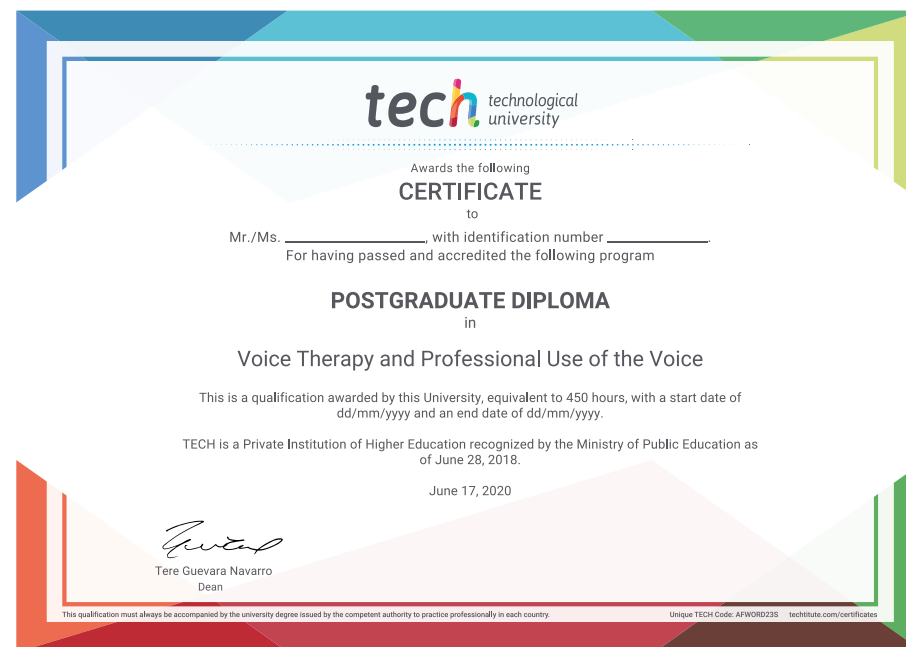 tech technological
university
Awards the following
CERTIFICATE
to
Mr./Ms. ____________________, with identification number ______________.
For having passed and accredited the following program
POSTGRADUATE DIPLOMA
in
Voice Therapy and Professional Use of the Voice
This is a qualification awarded by this University, equivalent to 450 hours, with a start date of
dd/mm/yyyy and an end date of dd/mm/yyyy.
TECH is a Private Institution of Higher Education recognized by the Ministry of Public Education as
of June 28, 2018.
June 17, 2020
Tere Guevara Navarro
Dean
This qualification must always be accompanied by the university degree issued by the competent authority to practice professionally in each country.
Unique TECH Code: AFWORD23S techtitute.com/certificates